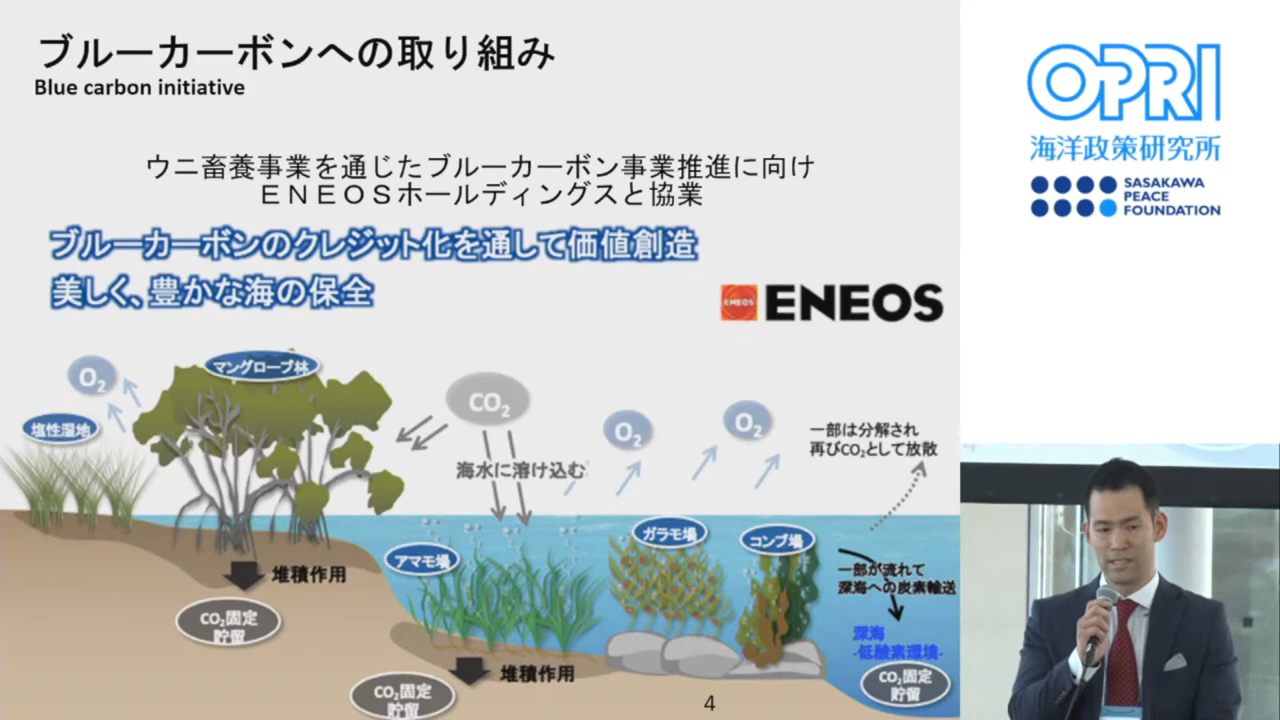 ブルーカーボンへの取り組み
Blue carbon initiative
ウニ畜養事業を通じたブルーカーボン事業推進に向け
ＥＮＥＯＳホールディングスと協業
ブルーカーボンのクレジット化を通して価値創造
美しく、豊かな海の保全
ENEOS
ENEOS
マングローブ林
O₂
塩性湿地
CO₂
O₂
O₂
一部は分解され
再びCO₂として放散
海水に溶け込む
アマモ場
ガラモ場
コンブ場
堆積作用
一部が流れて
深海への炭素輸送
CO₂固定
貯留
深海
-低酸素環境-
堆積作用
CO₂固定
貯留
CO₂固定
貯留
4
OPRI
海洋政策研究所
SASAKAWA
PEACE
FOUNDATION
4